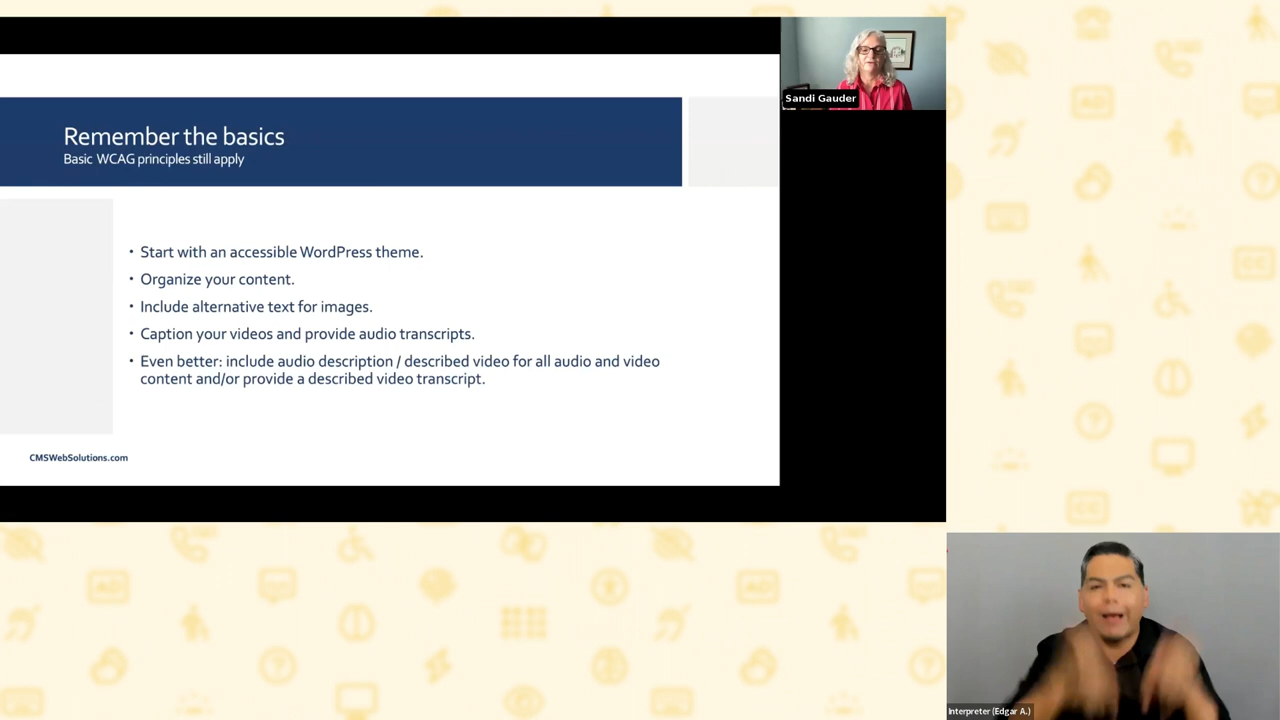 Sandi Gauder
Remember the basics
Basic WCAG principles still apply
• Start with an accessible WordPress theme.
• Organize your content.
• Include alternative text for images.
• Caption your videos and provide audio transcripts.
• Even better: include audio description / described video for all audio and video
content and/or provide a described video transcript.
CMSWebSolutions.com
Interpreter (Edgar A.)